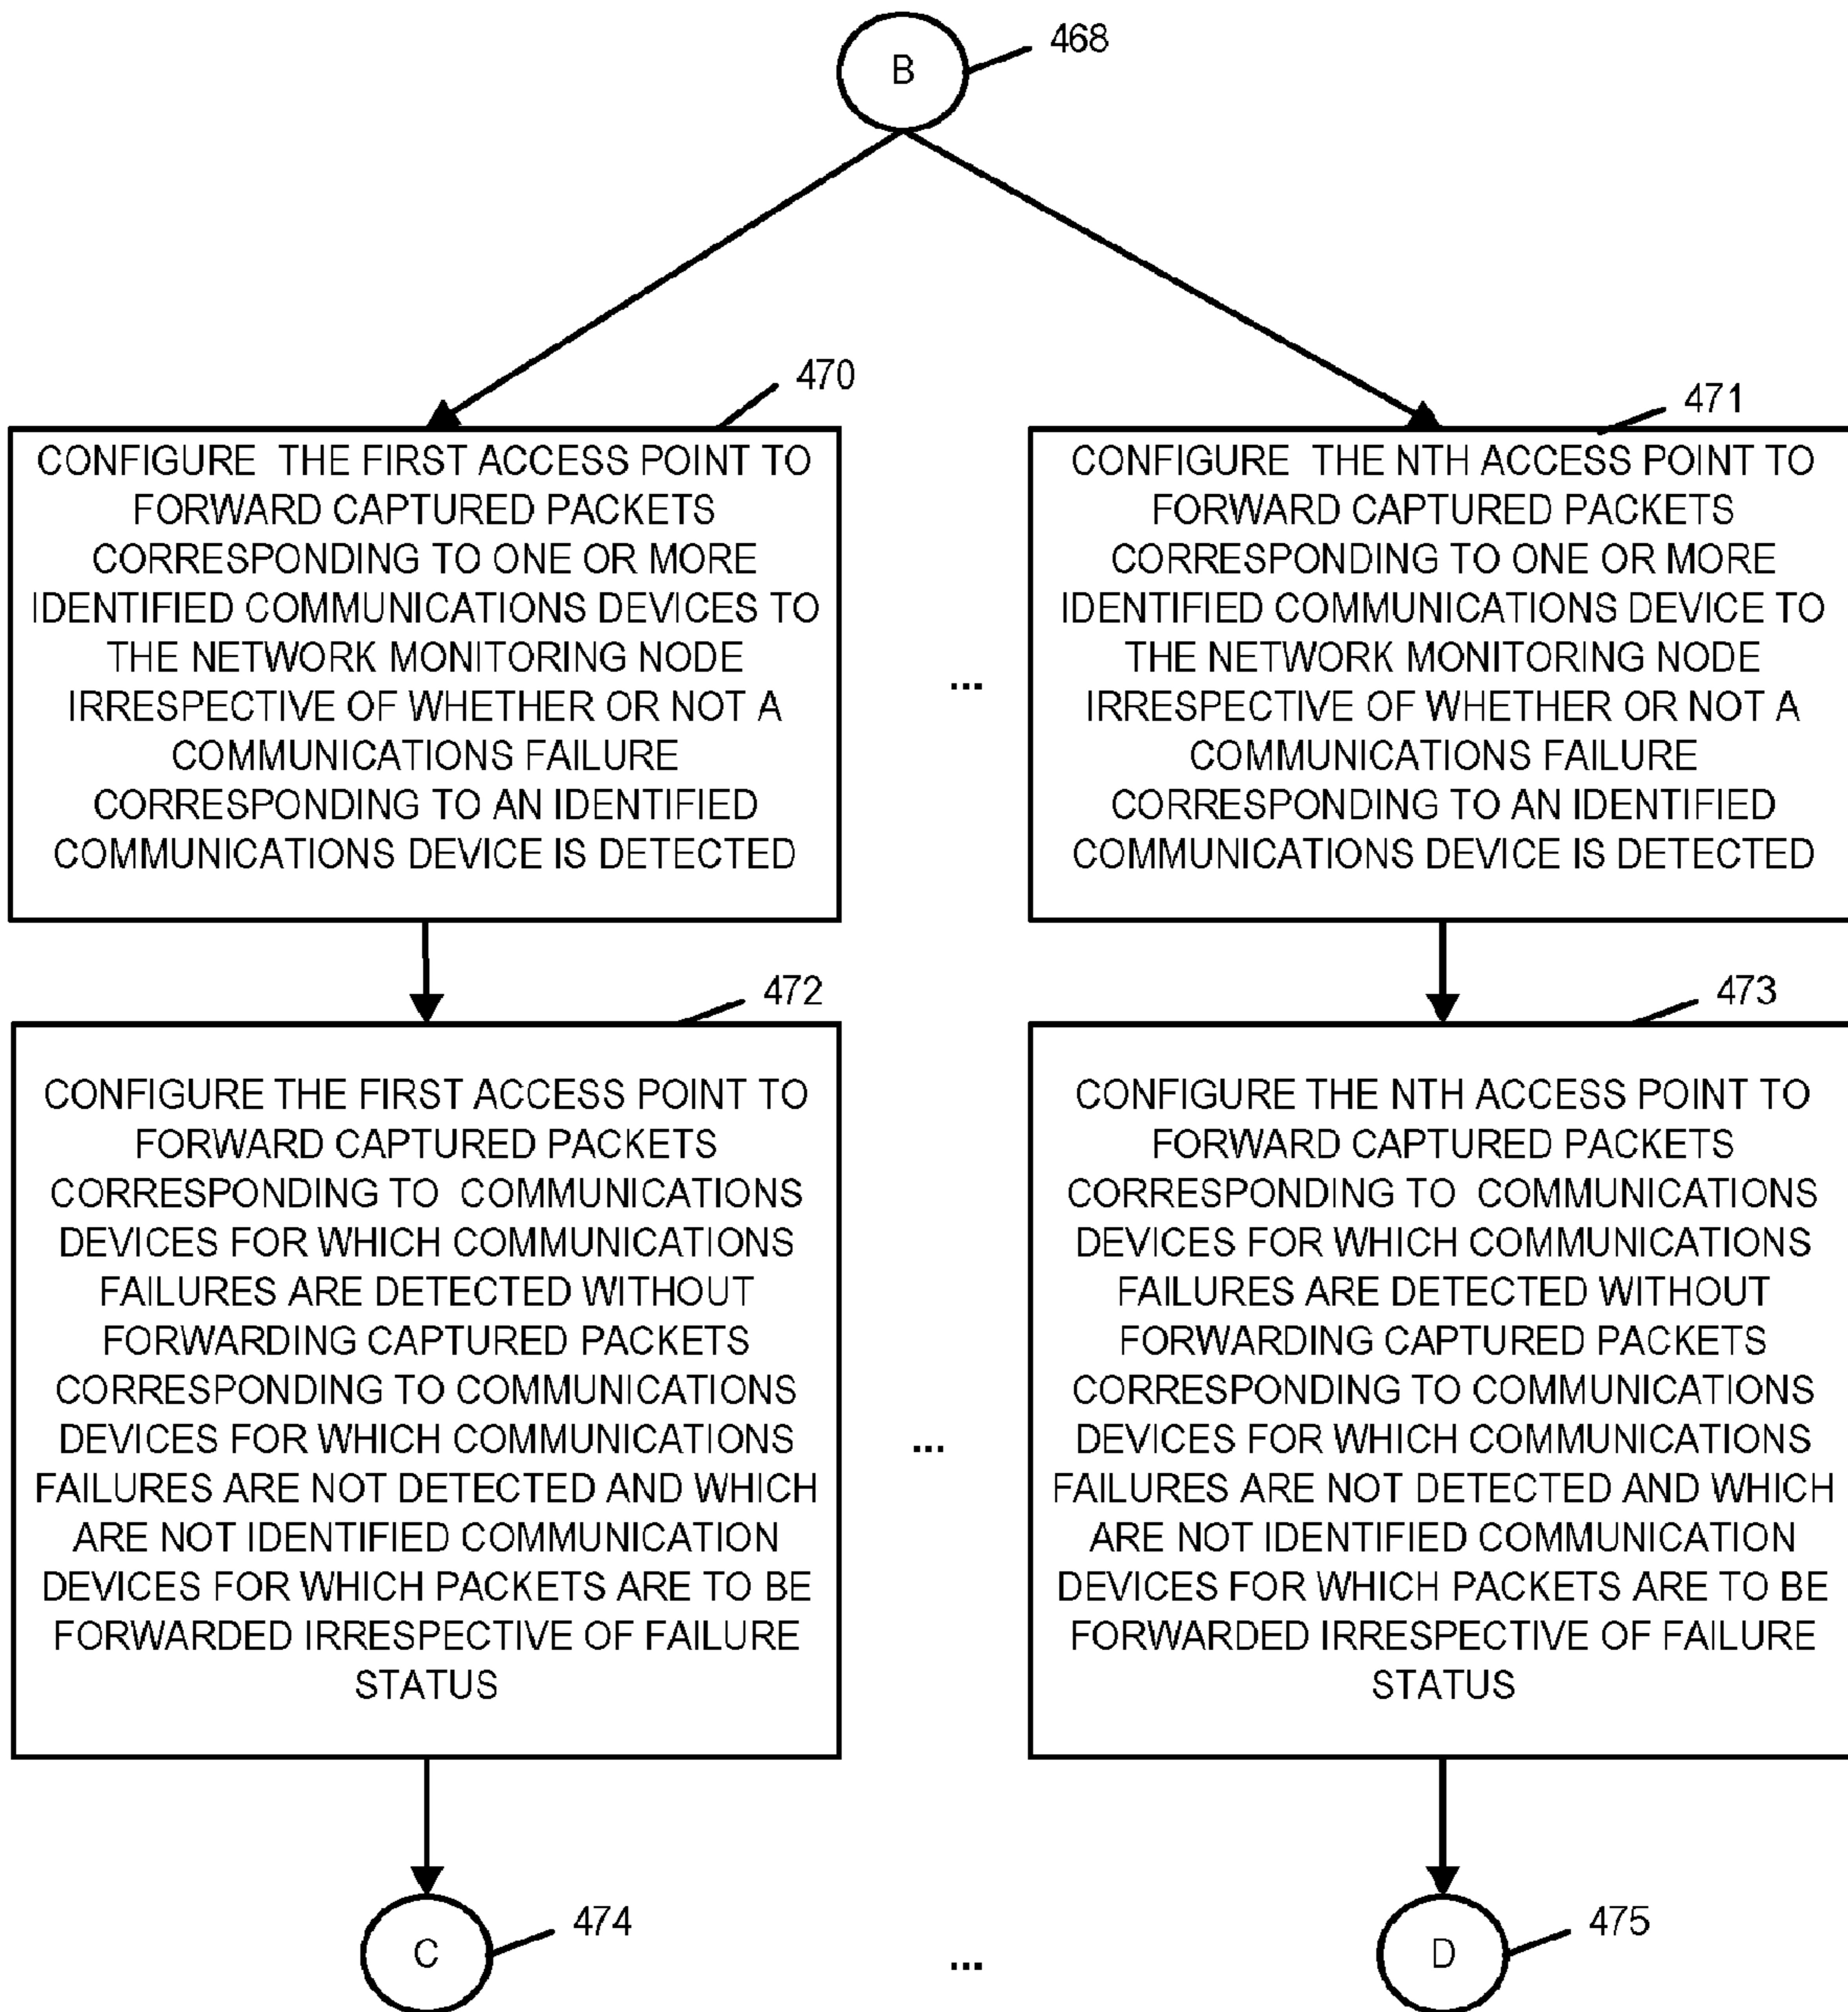 B
468
470
CONFIGURE THE FIRST ACCESS POINT TO
FORWARD CAPTURED PACKETS
CORRESPONDING TO ONE OR MORE
IDENTIFIED COMMUNICATIONS DEVICES TO
THE NETWORK MONITORING NODE
IRRESPECTIVE OF WHETHER OR NOT A
COMMUNICATIONS FAILURE
CORRESPONDING TO AN IDENTIFIED
COMMUNICATIONS DEVICE IS DETECTED
...
471
CONFIGURE THE NTH ACCESS POINT TO
FORWARD CAPTURED PACKETS
CORRESPONDING TO ONE OR MORE
IDENTIFIED COMMUNICATIONS DEVICE TO
THE NETWORK MONITORING NODE
IRRESPECTIVE OF WHETHER OR NOT A
COMMUNICATIONS FAILURE
CORRESPONDING TO AN IDENTIFIED
COMMUNICATIONS DEVICE IS DETECTED
472
CONFIGURE THE FIRST ACCESS POINT TO
FORWARD CAPTURED PACKETS
CORRESPONDING TO COMMUNICATIONS
DEVICES FOR WHICH COMMUNICATIONS
FAILURES ARE DETECTED WITHOUT
FORWARDING CAPTURED PACKETS
CORRESPONDING TO COMMUNICATIONS
DEVICES FOR WHICH COMMUNICATIONS
FAILURES ARE NOT DETECTED AND WHICH
ARE NOT IDENTIFIED COMMUNICATION
DEVICES FOR WHICH PACKETS ARE TO BE
FORWARDED IRRESPECTIVE OF FAILURE
STATUS
...
473
CONFIGURE THE NTH ACCESS POINT TO
FORWARD CAPTURED PACKETS
CORRESPONDING TO COMMUNICATIONS
DEVICES FOR WHICH COMMUNICATIONS
FAILURES ARE DETECTED WITHOUT
FORWARDING CAPTURED PACKETS
CORRESPONDING TO COMMUNICATIONS
DEVICES FOR WHICH COMMUNICATIONS
FAILURES ARE NOT DETECTED AND WHICH
ARE NOT IDENTIFIED COMMUNICATION
DEVICES FOR WHICH PACKETS ARE TO BE
FORWARDED IRRESPECTIVE OF FAILURE
STATUS
C
474
...
D
475